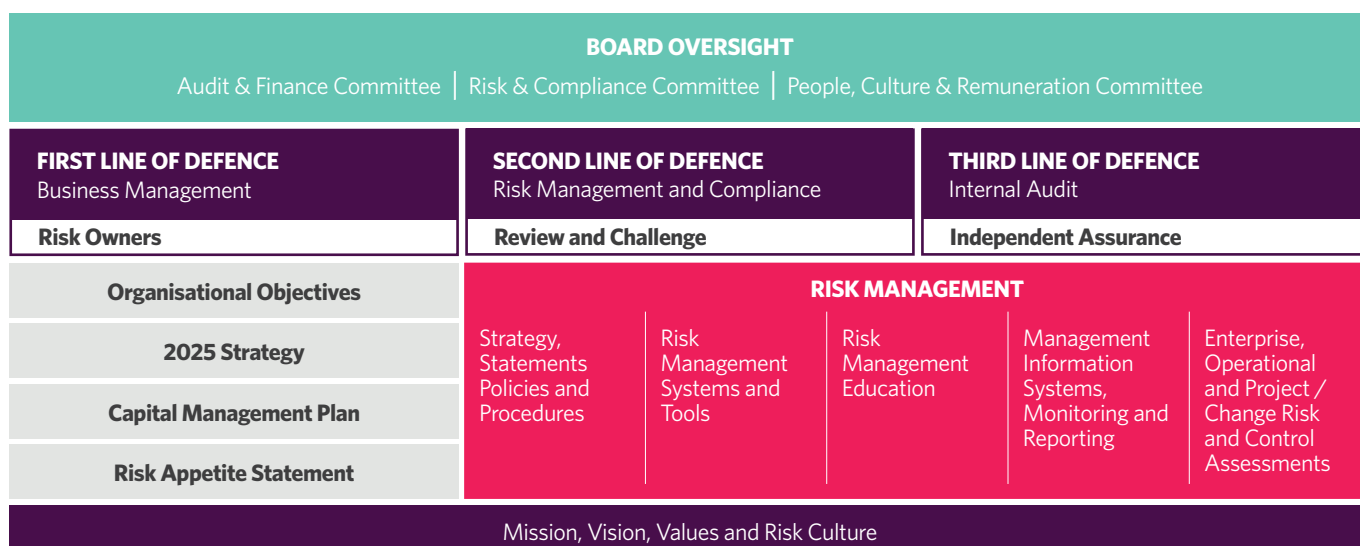 BOARD OVERSIGHT
Audit & Finance Committee | Risk & Compliance Committee | People, Culture & Remuneration Committee
FIRST LINE OF DEFENCE
Business Management
Risk Owners
SECOND LINE OF DEFENCE
Risk Management and Compliance
Review and Challenge
THIRD LINE OF DEFENCE
Internal Audit
Independent Assurance
Organisational Objectives
2025 Strategy
Capital Management Plan
Risk Appetite Statement
RISK MANAGEMENT
Strategy,
Statements
Policies and
Procedures
Risk
Management
Systems and
Tools
Risk
Management
Education
Management
Information
Systems,
Monitoring and
Reporting
Enterprise,
Operational
and Project /
Change Risk
and Control
Assessments
Mission, Vision, Values and Risk Culture